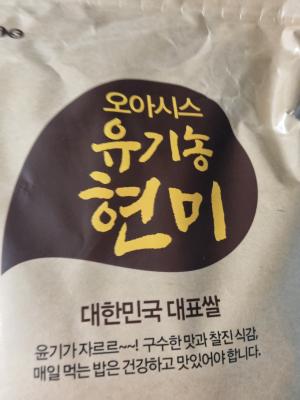 오아시스
유기농
현미
대한민국 대표쌀
윤기가 자르르~~! 구수한 맛과 찰진 식감,
매일 먹는 밥은 건강하고 맛있어야 합니다.